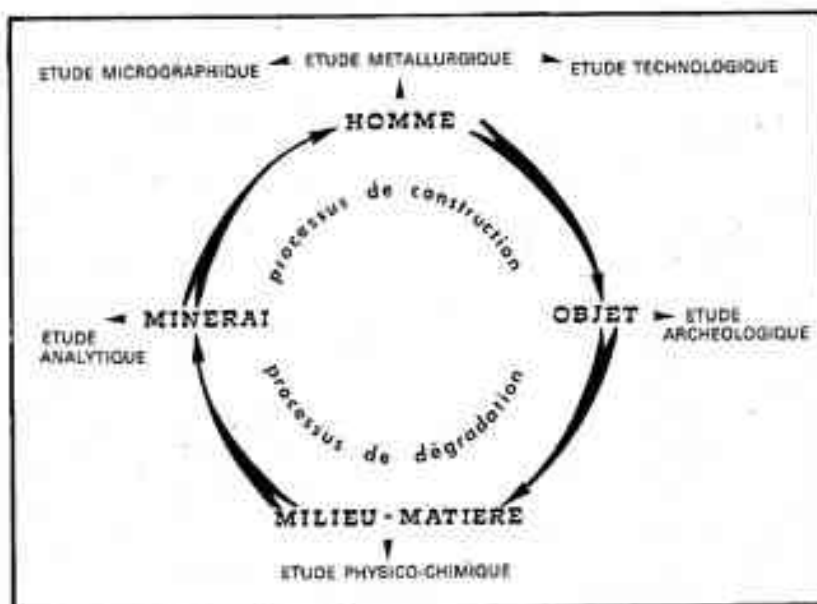 ETUDE MICROGRAPHIQUE
ETUDE METALLURGIQUE
ETUDE TECHNOLOGIQUE
HOMME
processus de construction
MINERAI
OBJET
ETUDE
ANALYTIQUE
ETUDE
ARCHEOLOGIQUE
processus de dégradation
MILIEU-MATIERE
ETUDE PHYSICO-CHIMIQUE